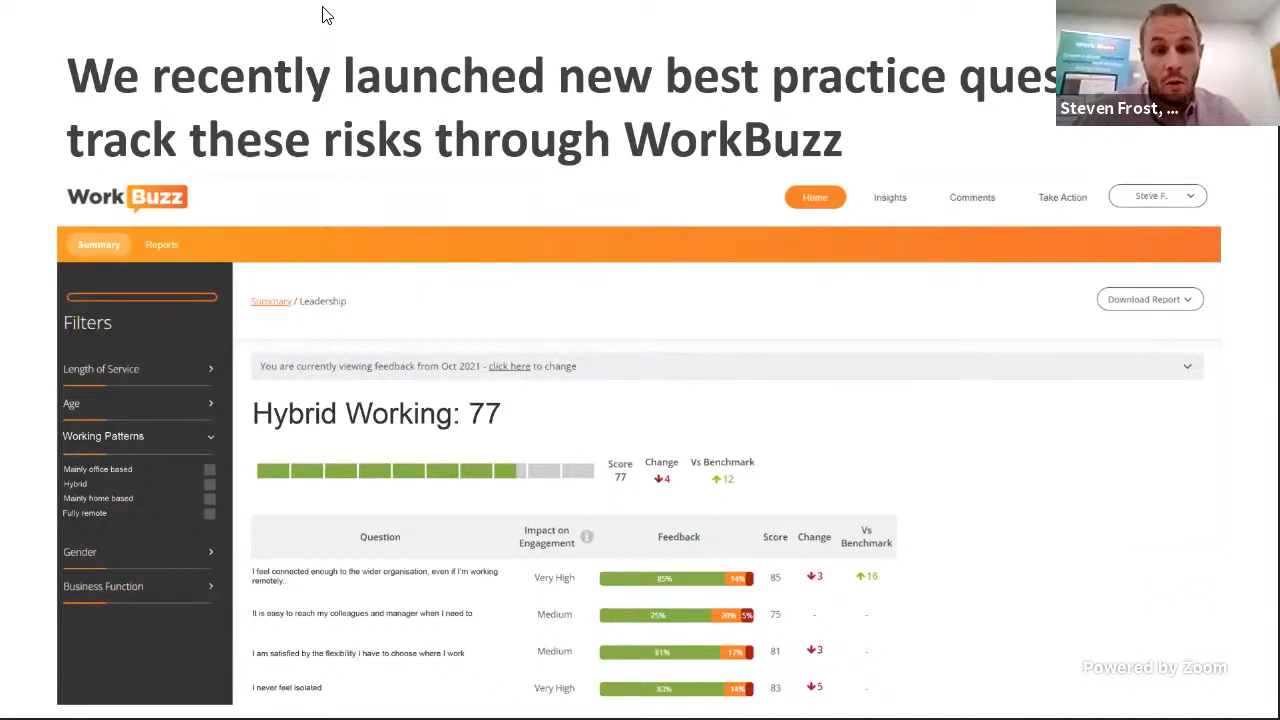 We recently launched new best practice ques
track these risks through WorkBuzz
Work Buzz
Steven Frost, ...
Work Buzz
Home
Insights
Comments
Take Action
Steve F.
Summary
Reports
Filters
Length of Service
Age
Working Patterns
Mainly office based
Hybrid
Mainly home based
Fully remote
Gender
Business Function
Summary / Leadership
Download Report
You are currently viewing feedback from Oct 2021 - click here to change
Hybrid Working: 77
Score Change Vs Benchmark
77 4 12
Question Impact on Engagement Feedback Score Change Vs Benchmark
I feel connected enough to the wider organisation, even if I'm working
remotely.. Very High 85% 14% 85 3 16
It is easy to reach my colleagues and manager when I need to Medium 75% 20% 5% 75 - -
I am satisfied by the flexibility I have to choose where I work Medium 81% 17% 81 3 -
I never feel isolated Very High 83% 14% 83 5 -
Powered by Zoom